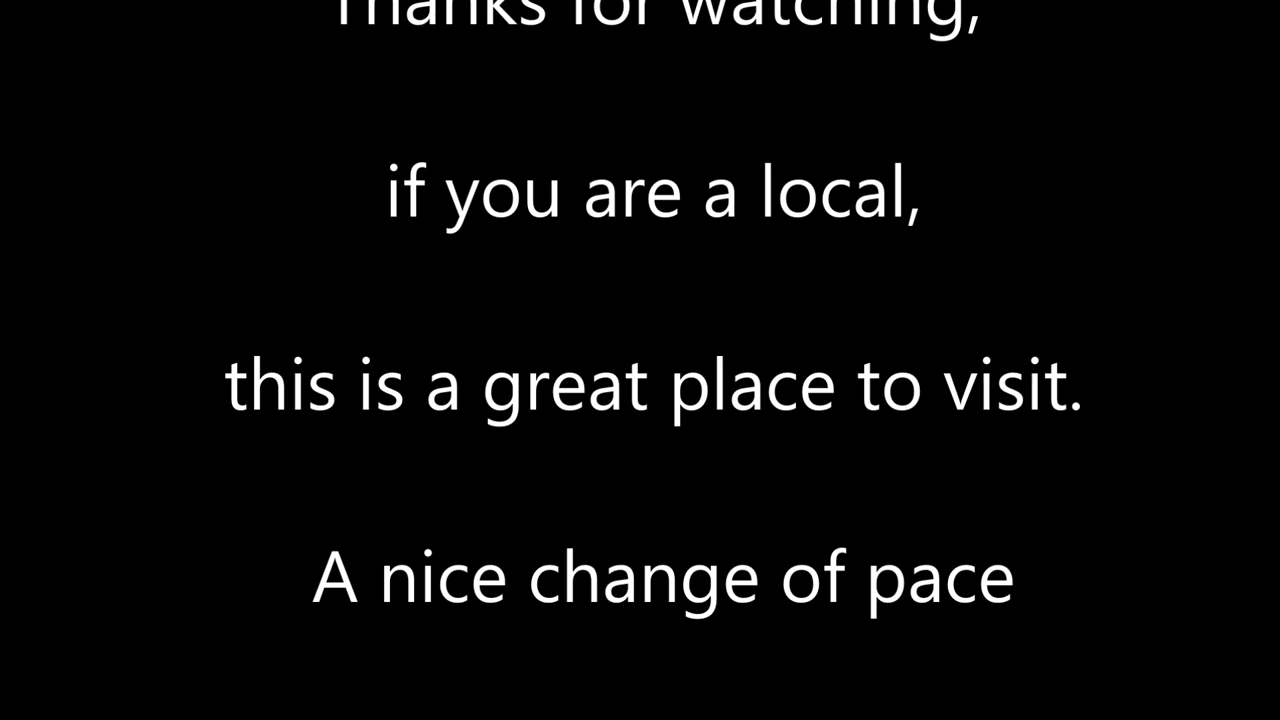 Thanks for watching,
if you are a local,
this is a great place to visit.
A nice change of pace